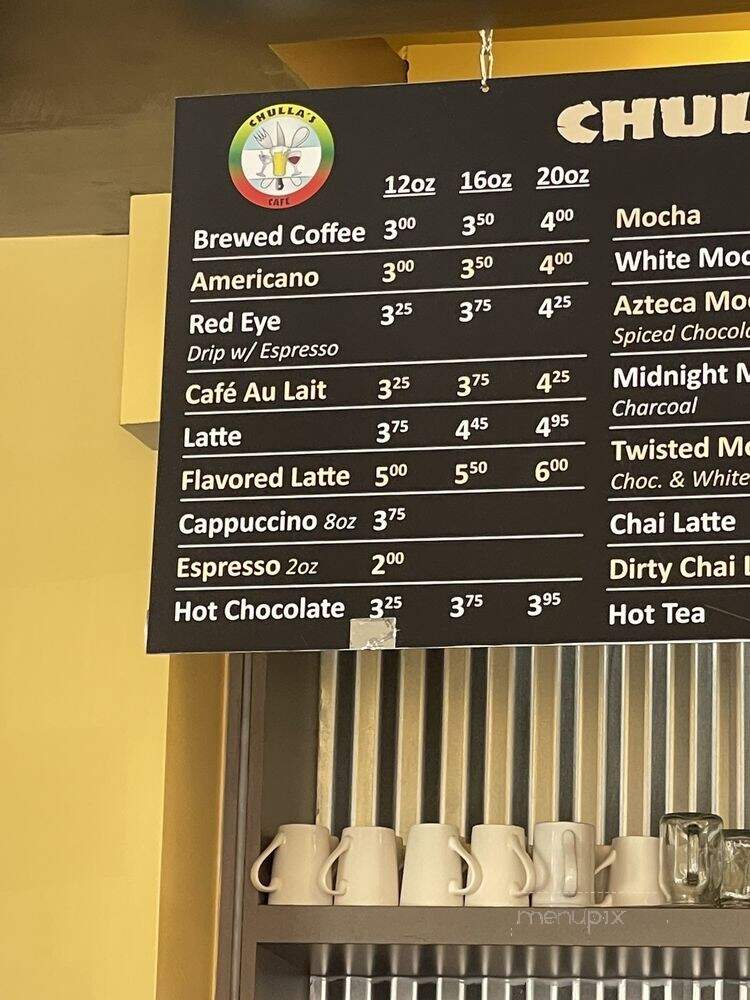 CHULLA'S
CAFE
12oz 16oz 20oz
Brewed Coffee 3⁰⁰ 3⁵⁰ 4⁰⁰
Americano 3⁰⁰ 3⁵⁰ 4⁰⁰
Red Eye 3²⁵ 3⁷⁵ 4²⁵
Drip w/ Espresso
Café Au Lait 3²⁵ 3⁷⁵ 4²⁵
Latte 3⁷⁵ 4⁴⁵ 4⁹⁵
Flavored Latte 5⁰⁰ 5⁵⁰ 6⁰⁰
Cappuccino 8oz 3⁷⁵
Espresso 2oz 2⁰⁰
Hot Chocolate 3²⁵ 3⁷⁵ 3⁹⁵
CHUL
Mocha
White Moc
Azteca Mo
Spiced Chocol
Midnight M
Charcoal
Twisted Mo
Choc. & White
Chai Latte
Dirty Chai L
Hot Tea
menupix